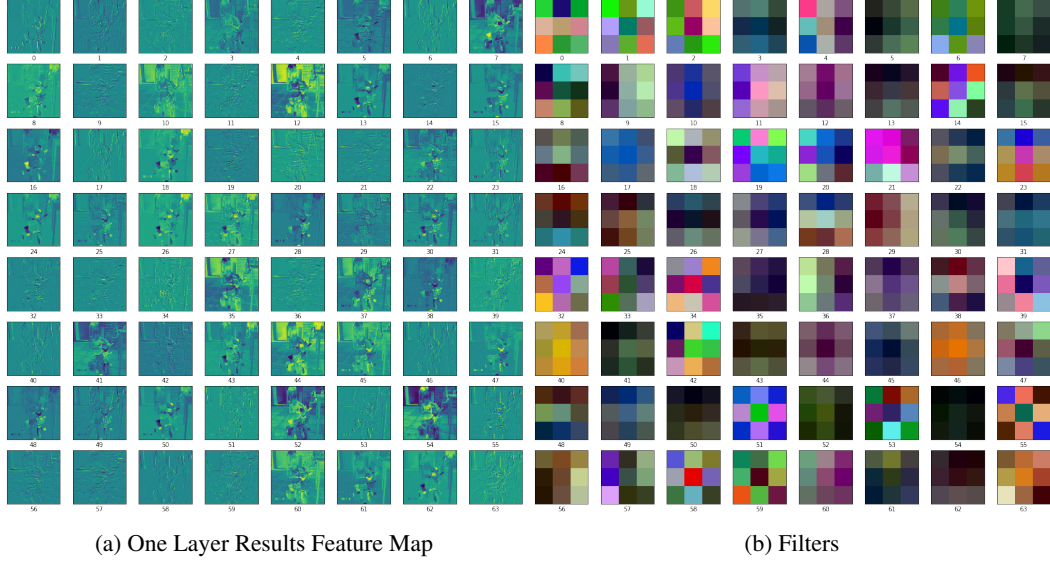 0 1 2 3 4 5 6 7
8 9 10 11 12 13 14 15
16 17 18 19 20 21 22 23
24 25 26 27 28 29 30 31
32 33 34 35 36 37 38 39
40 41 42 43 44 45 46 47
48 49 50 51 52 53 54 55
56 57 58 59 60 61 62 63
(a) One Layer Results Feature Map
0 1 2 3 4 5 6 7
8 9 10 11 12 13 14 15
16 17 18 19 20 21 22 23
24 25 26 27 28 29 30 31
32 33 34 35 36 37 38 39
40 41 42 43 44 45 46 47
48 49 50 51 52 53 54 55
56 57 58 59 60 61 62 63
(b) Filters